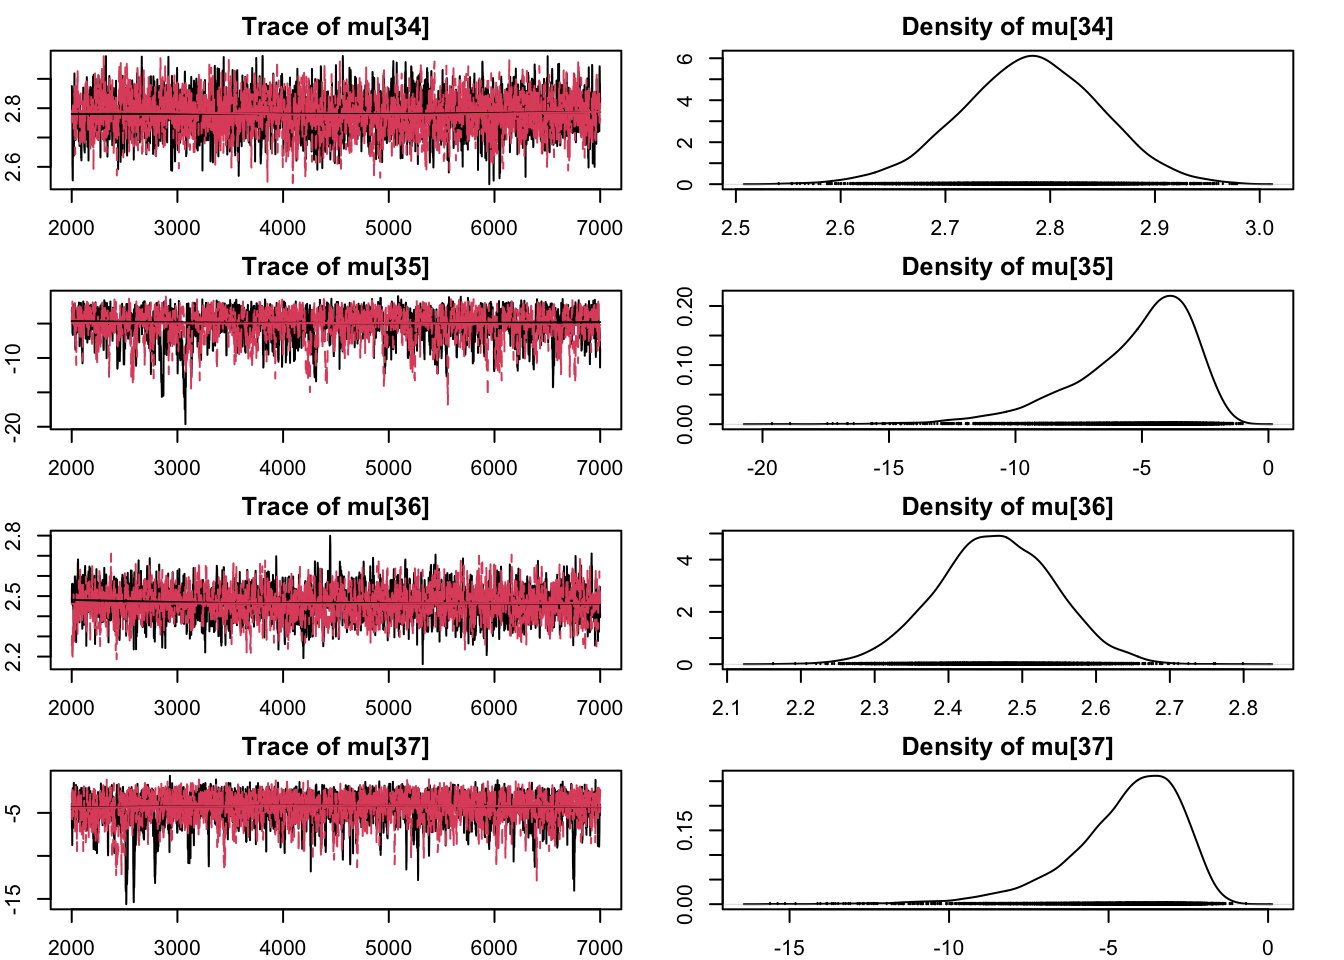 Trace of mu[34]
2.6 2.8
2000 3000 4000 5000 6000 7000
Density of mu[34]
0 2 4 6
2.5 2.6 2.7 2.8 2.9 3.0
Trace of mu[35]
-20 -10
2000 3000 4000 5000 6000 7000
Density of mu[35]
0.00 0.10 0.20
-20 -15 -10 -5 0
Trace of mu[36]
2.2 2.5 2.8
2000 3000 4000 5000 6000 7000
Density of mu[36]
0 2 4
2.1 2.2 2.3 2.4 2.5 2.6 2.7 2.8
Trace of mu[37]
-15 -5
2000 3000 4000 5000 6000 7000
Density of mu[37]
0.00 0.15
-15 -10 -5 0